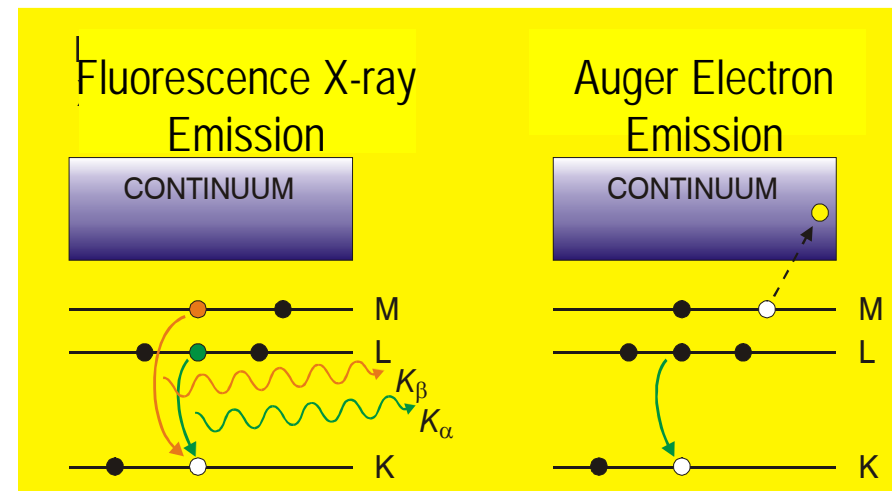 Fluorescence X-ray
Emission
CONTINUUM
M
L
Kβ
Kα
K
Auger Electron
Emission
CONTINUUM
M
L
K